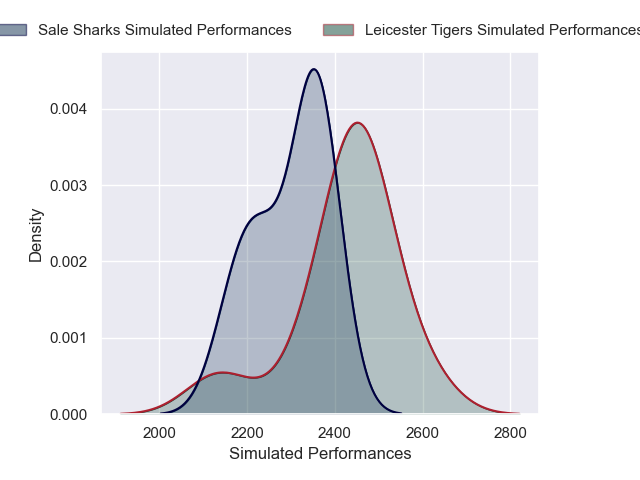 Sale Sharks Simulated Performances Leicester Tigers Simulated Performances
0.004
0.003
0.002
0.001
0.000
Density
2000 2200 2400 2600 2800
Simulated Performances